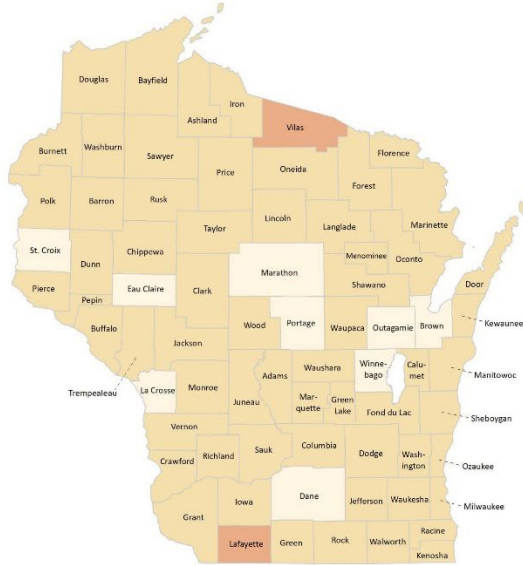 Douglas
Bayfield
Iron
Ashland
Vilas
Burnett
Washburn
Sawyer
Price
Oneida
Florence
Forest
Polk
Barron
Rusk
Lincoln
Langlade
Marinette
Taylor
St. Croix
Dunn
Chippewa
Menominee
Oconto
Marathon
Pierce
Pepin
Eau Claire
Clark
Shawano
Door
Buffalo
Wood
Portage
Waupaca
Outagamie
Brown
Kewaunee
Jackson
Trempealeau
La Crosse
Monroe
Juneau
Adams
Waushara
Winne-
bago
Calu-
met
Manitowoc
Mar-
quette
Green
Lake
Fond du Lac
Sheboygan
Vernon
Crawford
Richland
Sauk
Columbia
Dodge
Wash-
ington
Ozaukee
Grant
Iowa
Dane
Jefferson
Waukesha
Milwaukee
Lafayette
Green
Rock
Walworth
Racine
Kenosha